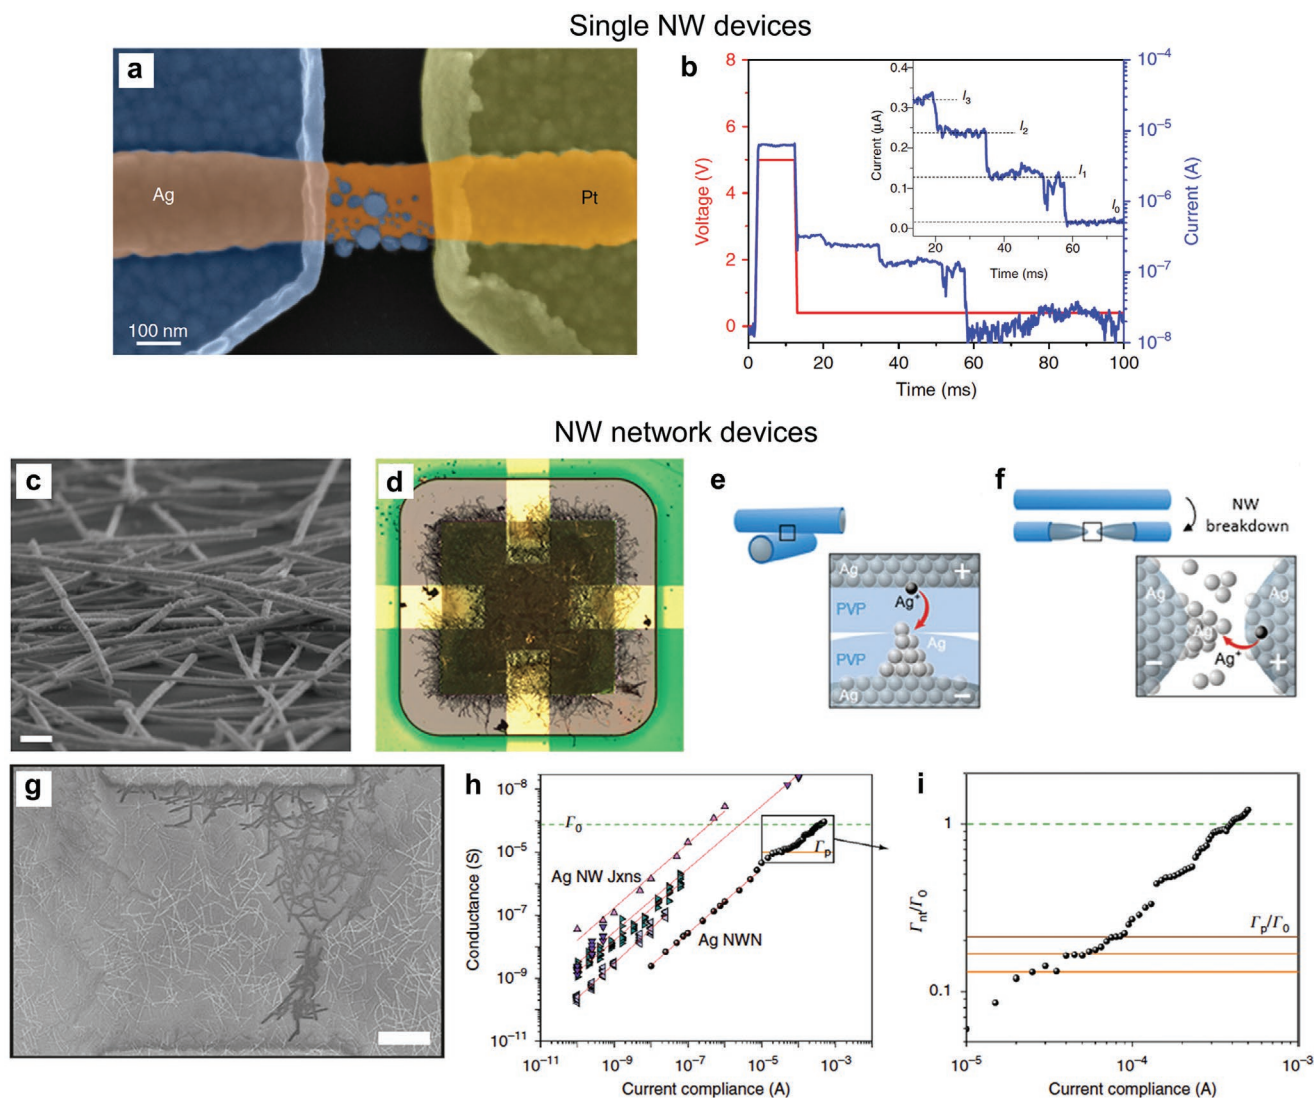 Single NW devices
a
Ag
Pt
100 nm
b
Voltage (V)
8
6
4
2
0
0
20
40
60
80
100
Time (ms)
10⁻⁴
10⁻⁵
10⁻⁶
10⁻⁷
10⁻⁸
Current (A)
Current (µA)
0.4
0.3
0.2
0.1
0.0
20
40
60
80
Time (ms)
I₃
I₂
I₁
I₀
NW network devices
c
d
e
Ag
+
Ag⁺
PVP
Ag
PVP
Ag
−
f
NW
breakdown
Ag
Ag
Ag
Ag⁺
−
+
g
h
Conductance (S)
10⁻⁸
10⁻⁵
10⁻⁷
10⁻⁹
10⁻¹¹
Γ₀
Γₚ
Ag NW Jxns
Ag NWN
10⁻¹¹
10⁻⁹
10⁻⁷
10⁻⁵
10⁻³
Current compliance (A)
i
Γₙₜ/Γ₀
1
0.1
Γₚ/Γ₀
10⁻⁵
10⁻⁴
10⁻³
Current compliance (A)